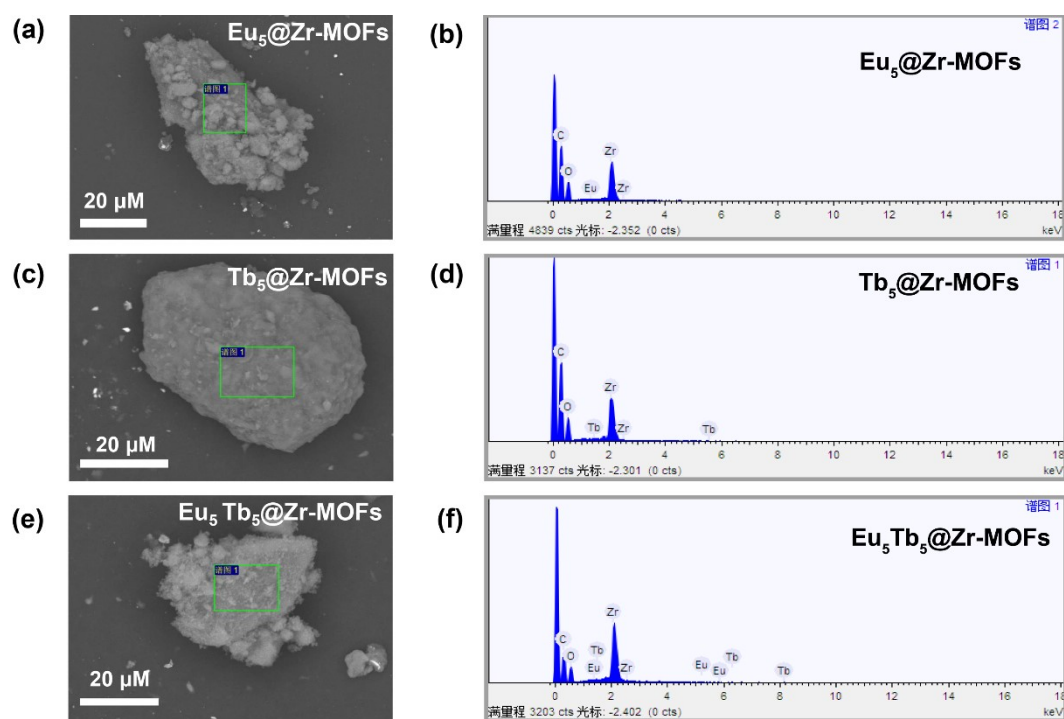 (a)
Eu5@Zr-MOFs
谱图 1
20 µM
(b)
谱图 2
Eu5@Zr-MOFs
C
O
Eu
Zr
Zr
0 2 4 6 8 10 12 14 16 18
满量程 4839 cts 光标: -2.352 (0 cts)
keV
(c)
Tb5@Zr-MOFs
谱图 1
20 µM
(d)
谱图 1
Tb5@Zr-MOFs
C
O
Tb
Zr
Zr
Tb
0 2 4 6 8 10 12 14 16 18
满量程 3137 cts 光标: -2.301 (0 cts)
keV
(e)
Eu5 Tb5@Zr-MOFs
谱图 1
20 µM
(f)
谱图 1
Eu5Tb5@Zr-MOFs
C
O
Tb
Eu
Zr
Zr
Eu
Eu
Tb
Tb
0 2 4 6 8 10 12 14 16 18
满量程 3203 cts 光标: -2.402 (0 cts)
keV